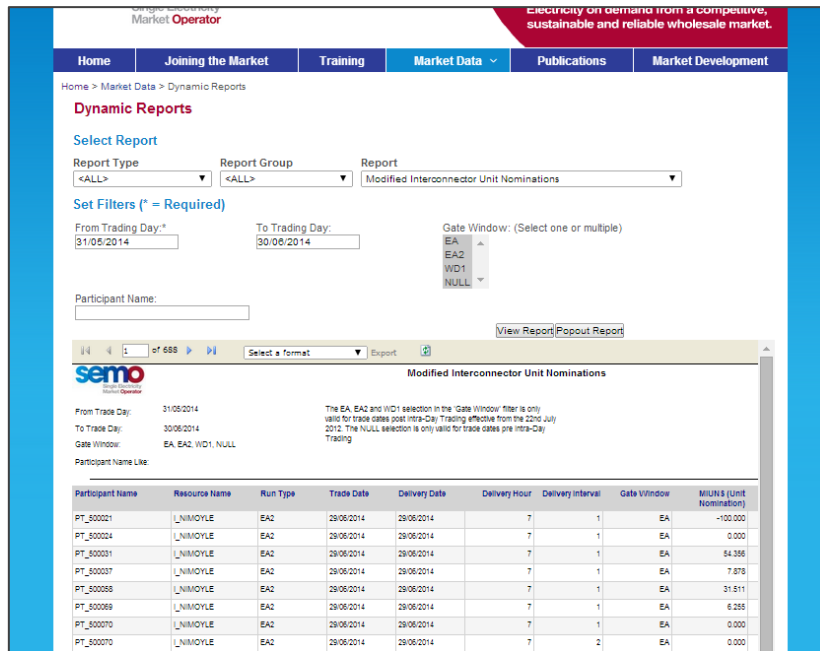 Single Electricity
Market Operator
Electricity on demand from a competitive,
sustainable and reliable wholesale market.
Home Joining the Market Training Market Data Publications Market Development
Home > Market Data > Dynamic Reports
Dynamic Reports
Select Report
Report Type Report Group Report
<ALL> <ALL> Modified Interconnector Unit Nominations
Set Filters (* = Required)
From Trading Day:* To Trading Day: Gate Window: (Select one or multiple)
31/05/2014 30/06/2014 EA
EA2
WD1
NULL
Participant Name:
View Report Popout Report
1 of 688 Select a format Export
semo
Single Electricity
Market Operator
Modified Interconnector Unit Nominations
From Trade Day: 31/05/2014
To Trade Day: 30/06/2014
Gate Window: EA, EA2, WD1, NULL
Participant Name Like:
The EA, EA2 and WD1 selection in the 'Gate Window' filter is only
valid for trade dates post Intra-Day Trading effective from the 22nd July
2012. The NULL selection is only valid for trade dates pre Intra-Day
Trading
Participant Name Resource Name Run Type Trade Date Delivery Date Delivery Hour Delivery Interval Gate Window MIUNS (Unit
Nomination)
PT_500021 I_NIMOYLE EA2 29/06/2014 29/06/2014 7 1 EA -100.000
PT_500024 I_NIMOYLE EA2 29/06/2014 29/06/2014 7 1 EA 0.000
PT_500031 I_NIMOYLE EA2 29/06/2014 29/06/2014 7 1 EA 54.356
PT_500037 I_NIMOYLE EA2 29/06/2014 29/06/2014 7 1 EA 7.878
PT_500058 I_NIMOYLE EA2 29/06/2014 29/06/2014 7 1 EA 31.511
PT_500069 I_NIMOYLE EA2 29/06/2014 29/06/2014 7 1 EA 6.255
PT_500070 I_NIMOYLE EA2 29/06/2014 29/06/2014 7 1 EA 0.000
PT_500070 I_NIMOYLE EA2 29/06/2014 29/06/2014 7 2 EA 0.000